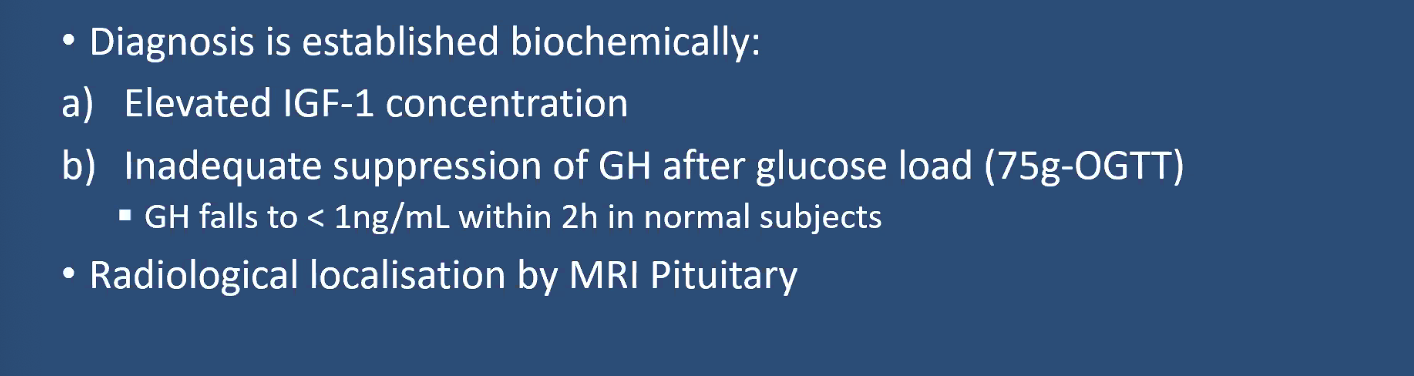 • Diagnosis is established biochemically:
a) Elevated IGF-1 concentration
b) Inadequate suppression of GH after glucose load (75g-OGTT)
▪ GH falls to < 1ng/mL within 2h in normal subjects
• Radiological localisation by MRI Pituitary